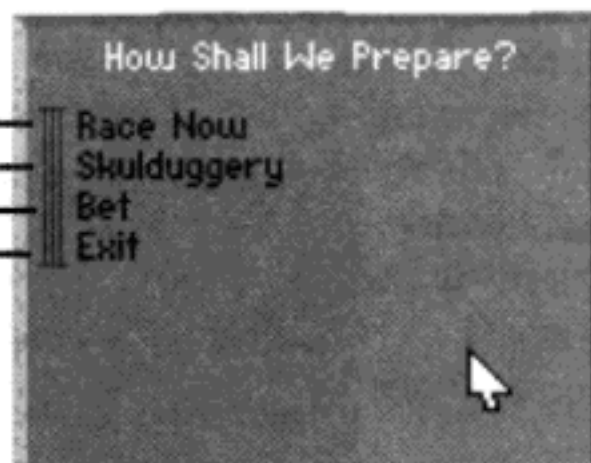 How Shall We Prepare?
Race Now
Skulduggery
Bet
Exit